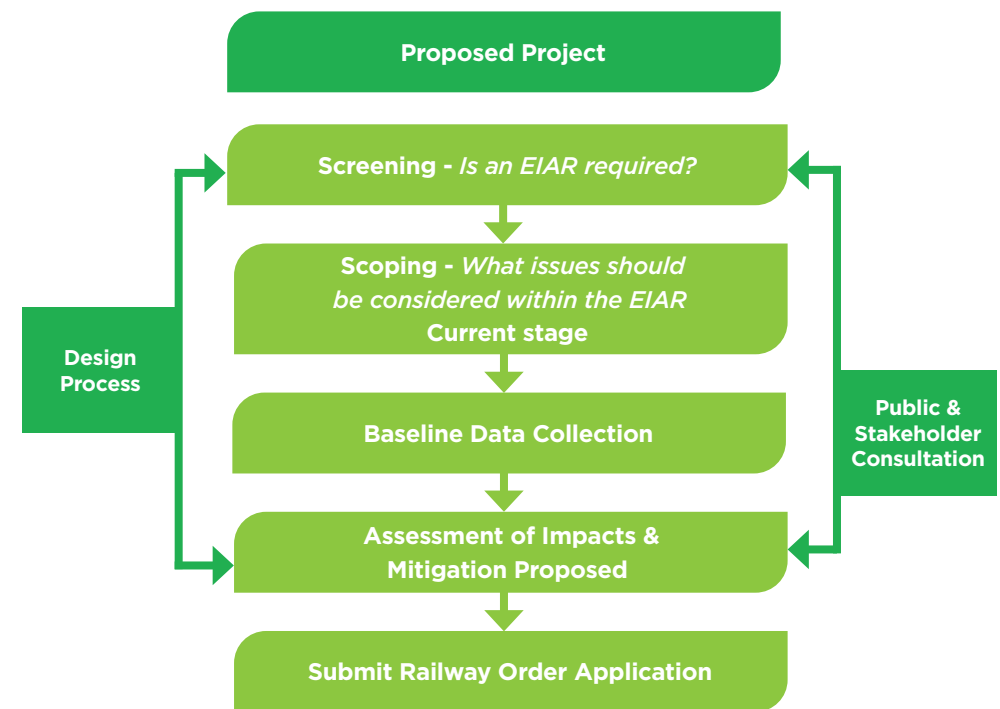 Proposed Project
Screening - Is an EIAR required?
Scoping - What issues should
be considered within the EIAR
Current stage
Design
Process
Baseline Data Collection
Public &
Stakeholder
Consultation
Assessment of Impacts &
Mitigation Proposed
Submit Railway Order Application